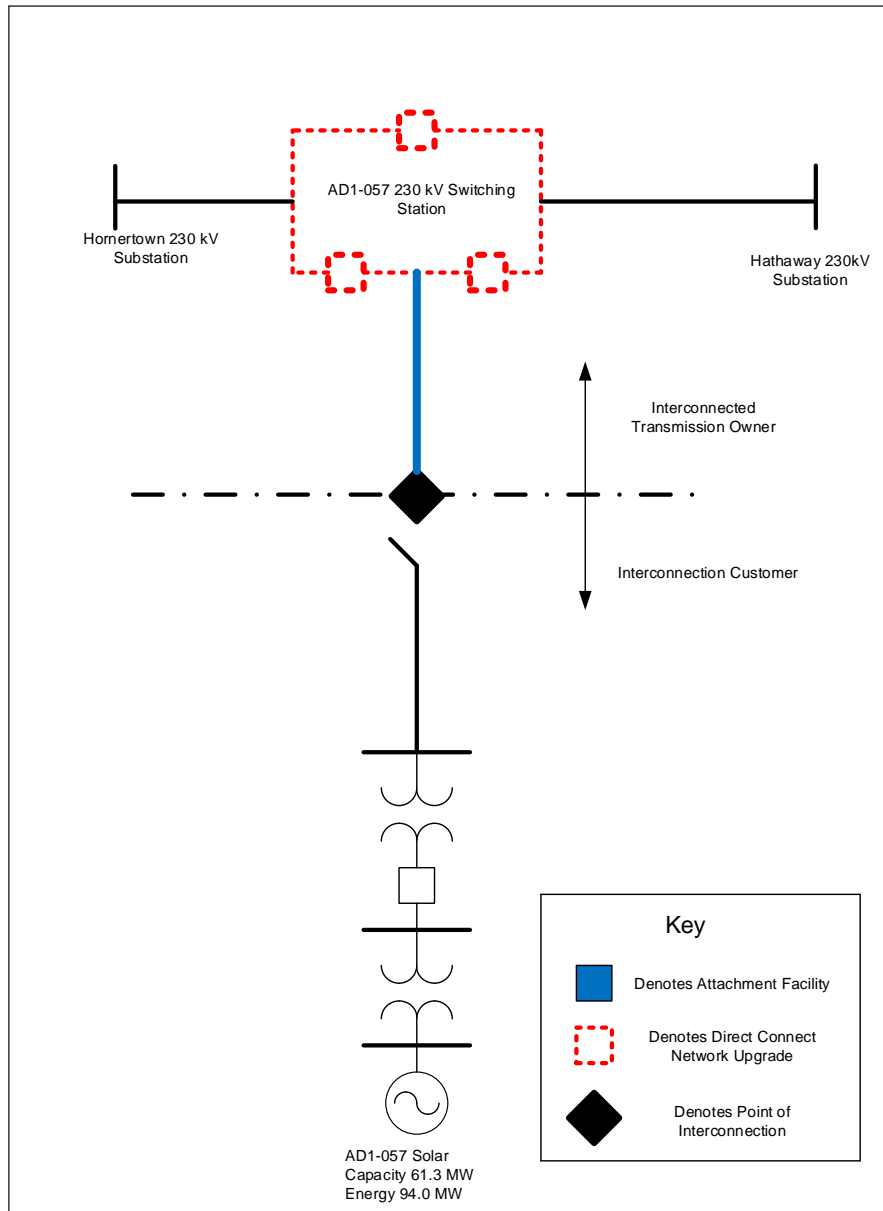 AD1-057 230 kV Switching
Station
Hornertown 230 kV
Substation
Hathaway 230kV
Substation
Interconnected
Transmission Owner
Interconnection Customer
Key
Denotes Attachment Facility
Denotes Direct Connect
Network Upgrade
Denotes Point of
Interconnection
AD1-057 Solar
Capacity 61.3 MW
Energy 94.0 MW